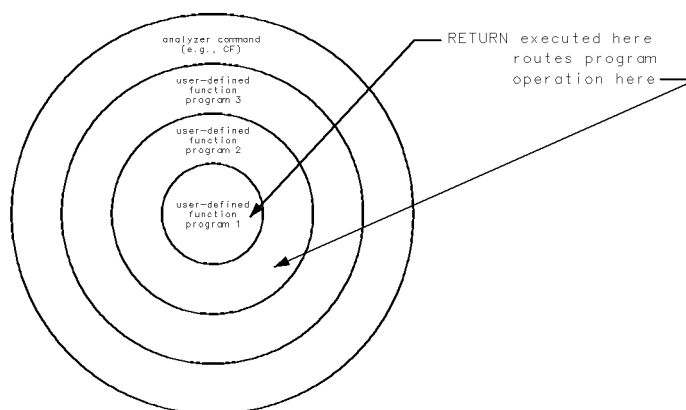 analyzer command
(e.g., CF)
user-defined
function
program 3
user-defined
function
program 2
user-defined
function
program 1
RETURN executed here
routes program
operation here